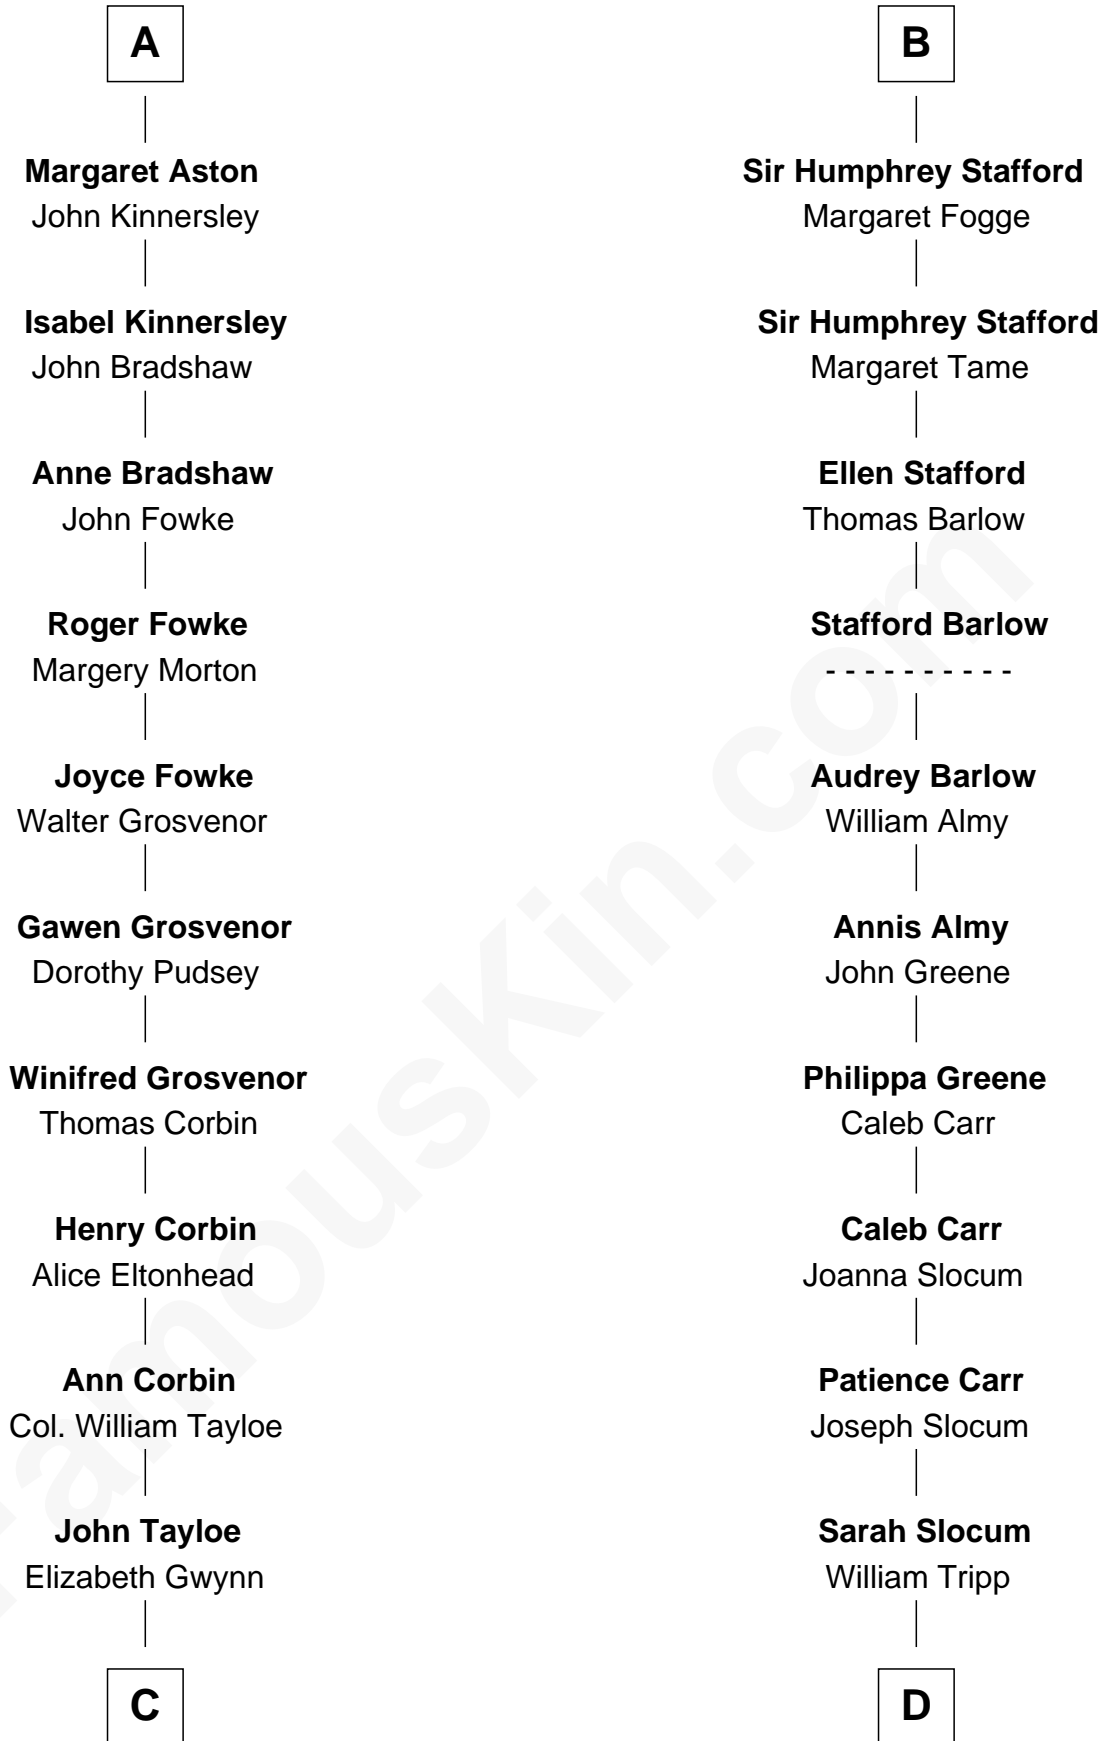 A
Margaret Aston
John Kinnersley
Isabel Kinnersley
John Bradshaw
Anne Bradshaw
John Fowke
Roger Fowke
Margery Morton
Joyce Fowke
Walter Grosvenor
Gawen Grosvenor
Dorothy Pudsey
Winifred Grosvenor
Thomas Corbin
Henry Corbin
Alice Eltonhead
Ann Corbin
Col. William Tayloe
John Tayloe
Elizabeth Gwynn
C
B
Sir Humphrey Stafford
Margaret Fogge
Sir Humphrey Stafford
Margaret Tame
Ellen Stafford
Thomas Barlow
Stafford Barlow
- - - - - - - - - -
Audrey Barlow
William Almy
Annis Almy
John Greene
Philippa Greene
Caleb Carr
Caleb Carr
Joanna Slocum
Patience Carr
Joseph Slocum
Sarah Slocum
William Tripp
D
FamousKin.com